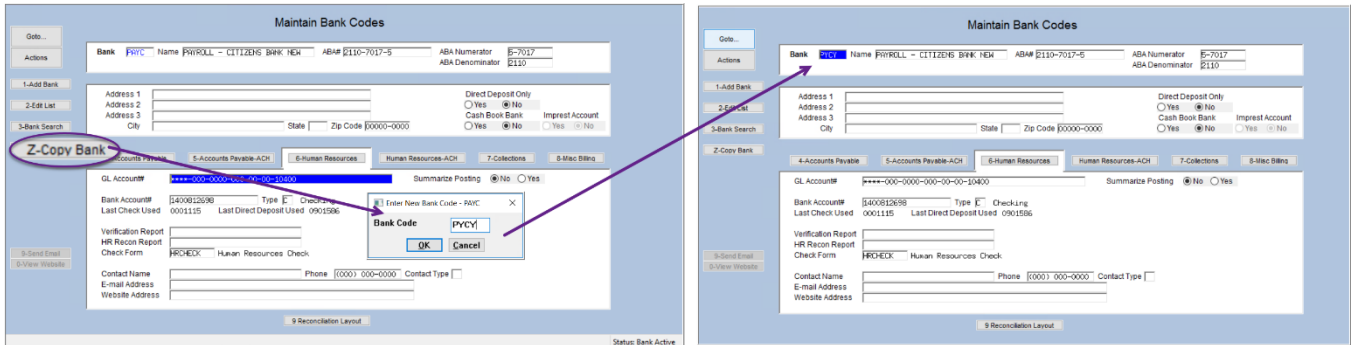 Maintain Bank Codes
Goto...
Actions
Bank PAYC Name PAYROLL - CITIZENS BANK NEW ABA# 2110-7017-5 ABA Numerator 5-7017
ABA Denominator 2110
1-Add Bank
2-Edit List
3-Bank Search
Z-Copy Bank
Address 1
Address 2
Address 3
City State Zip Code 00000-0000
Direct Deposit Only
Yes No
Cash Book Bank Imprest Account
Yes No Yes No
Accounts Payable 5-Accounts Payable-ACH 6-Human Resources Human Resources-ACH 7-Collections 8-Misc Billing
GL Account# ****-000-0000-000-00-00-10400 Summarize Posting No Yes
Bank Account# 1400812698 Type C Checking
Last Check Used 0001115 Last Direct Deposit Used 0901586
Verification Report
HR Recon Report
Check Form HRCHECK Human Resources Check
Contact Name Phone (000) 000-0000 Contact Type
E-mail Address
Website Address
9-Send Email
0-View Website
9 Reconciliation Layout
Status: Bank Active
Enter New Bank Code - PAYC
Bank Code PYCY
OK Cancel
Maintain Bank Codes
Goto...
Actions
Bank PYCY Name PAYROLL - CITIZENS BANK NEW ABA# 2110-7017-5 ABA Numerator 5-7017
ABA Denominator 2110
1-Add Bank
2-Edit List
3-Bank Search
Z-Copy Bank
Address 1
Address 2
Address 3
City State Zip Code 00000-0000
Direct Deposit Only
Yes No
Cash Book Bank Imprest Account
Yes No Yes No
4-Accounts Payable 5-Accounts Payable-ACH 6-Human Resources Human Resources-ACH 7-Collections 8-Misc Billing
GL Account# ****-000-0000-000-00-00-10400 Summarize Posting No Yes
Bank Account# 1400812698 Type C Checking
Last Check Used 0001115 Last Direct Deposit Used 0901586
Verification Report
HR Recon Report
Check Form HRCHECK Human Resources Check
Contact Name Phone (000) 000-0000 Contact Type
E-mail Address
Website Address
9-Send Email
0-View Website
9 Reconciliation Layout